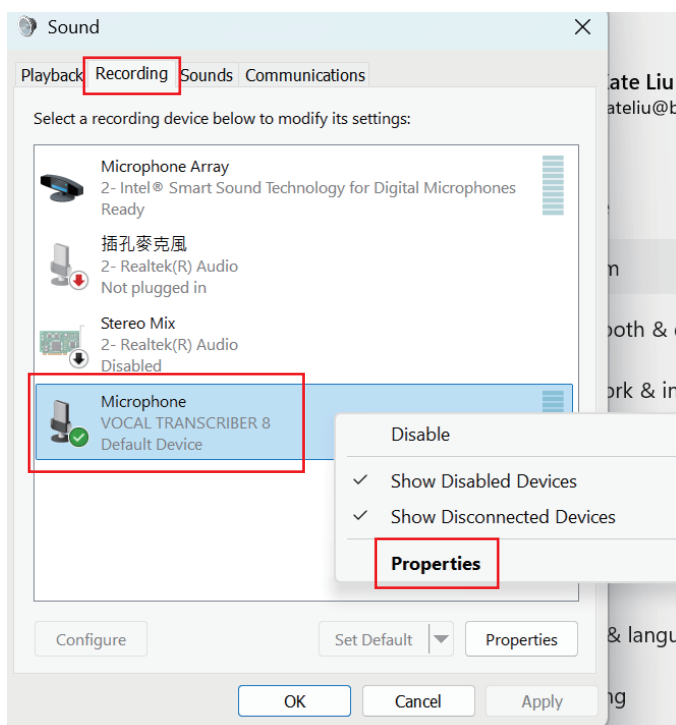 Sound
Playback Recording Sounds Communications
Select a recording device below to modify its settings:
Microphone Array
2- Intel® Smart Sound Technology for Digital Microphones
Ready
插孔麥克風
2- Realtek(R) Audio
Not plugged in
Stereo Mix
2- Realtek(R) Audio
Disabled
Microphone
VOCAL TRANSCRIBER 8
Default Device
Disable
Show Disabled Devices
Show Disconnected Devices
Properties
Configure
Set Default
Properties
OK
Cancel
Apply
Liu
&
&
&